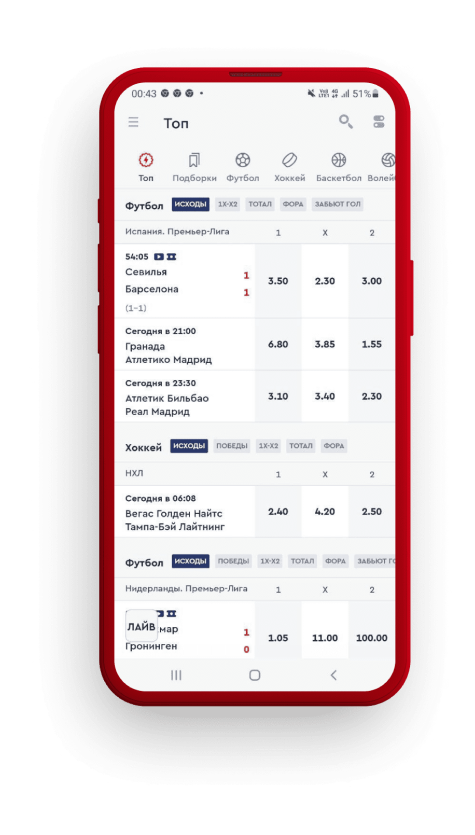 00:43 51%
Топ
Топ Подборки Футбол Хоккей Баскетбол Волей
Футбол ИСХОДЫ 1X-X2 ТОТАЛ ФОРА ЗАБЬЮТ ГОЛ
Испания. Премьер-Лига 1 X 2
54:05
Севилья 1
3.50 2.30 3.00
Барселона 1
(1-1)
Сегодня в 21:00
Гранада
6.80 3.85 1.55
Атлетико Мадрид
Сегодня в 23:30
Атлетик Бильбао
3.10 3.40 2.30
Реал Мадрид
Хоккей ИСХОДЫ ПОБЕДЫ 1X-X2 ТОТАЛ ФОРА
НХЛ 1 X 2
Сегодня в 06:08
Вегас Голден Найтс
2.40 4.20 2.50
Тампа-Бэй Лайтнинг
Футбол ИСХОДЫ ПОБЕДЫ 1X-X2 ТОТАЛ ФОРА ЗАБЬЮТ ГО
Нидерланды. Премьер-Лига 1 X 2
ЛАЙВ мар 1
1.05 11.00 100.00
Гронинген 0